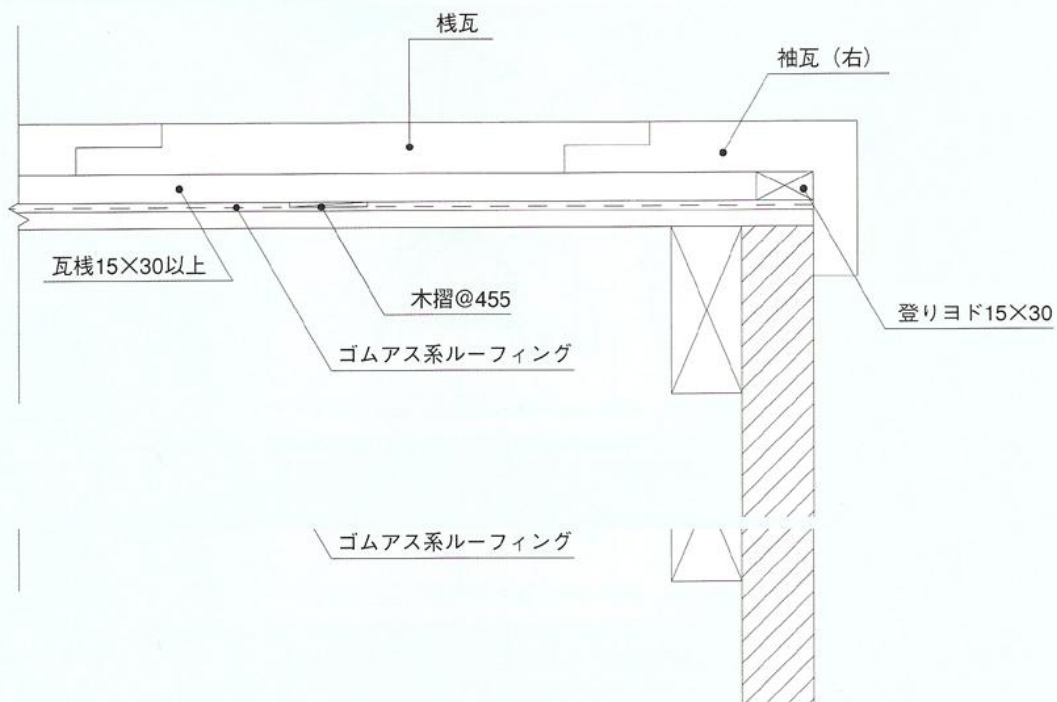 桟瓦
袖瓦（右）
瓦桟15×30以上
木摺@455
登りヨド15×30
ゴムアス系ルーフィング
ゴムアス系ルーフィング